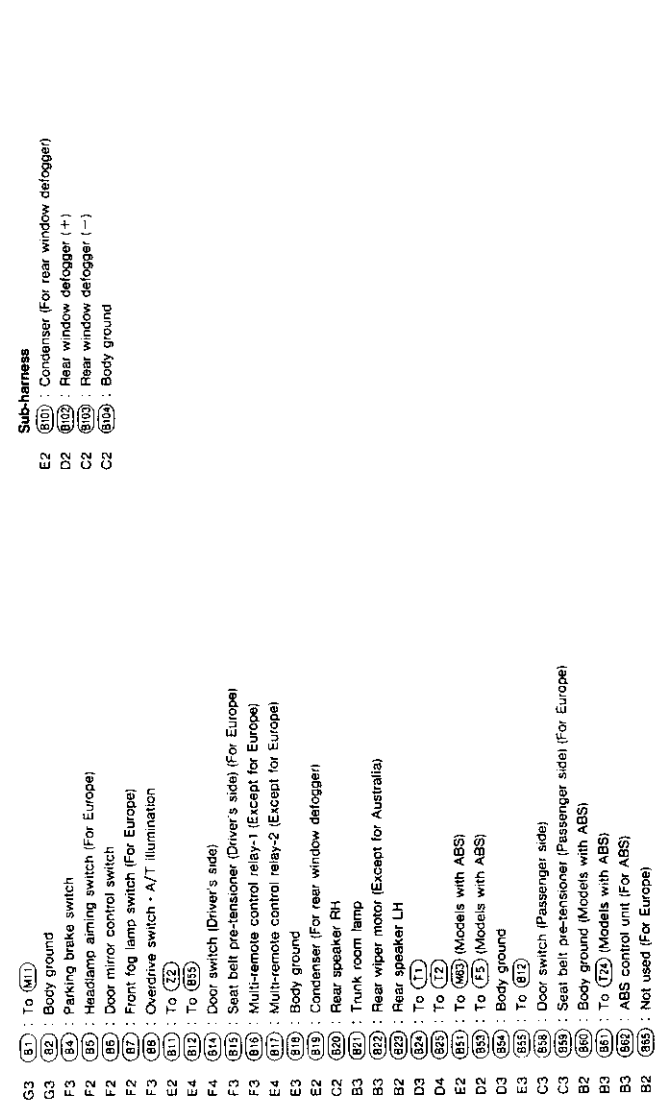 G3 B1 : To M11
G3 B2 : Body ground
F3 B4 : Parking brake switch
F2 B5 : Headlamp aiming switch (For Europe)
F2 B6 : Door mirror control switch
F2 B7 : Front fog lamp switch (For Europe)
F3 B8 : Overdrive switch • A/T illumination
E2 B11 : To Z2
E4 B12 : To B55
F4 B14 : Door switch (Driver's side)
F3 B15 : Seat belt pre-tensioner (Driver's side) (For Europe)
F3 B16 : Multi-remote control relay-1 (Except for Europe)
E4 B17 : Multi-remote control relay-2 (Except for Europe)
E3 B18 : Body ground
E2 B19 : Condenser (For rear window defogger)
C2 B20 : Rear speaker RH
B3 B21 : Trunk room lamp
B3 B22 : Rear wiper motor (Except for Australia)
B2 B23 : Rear speaker LH
D3 B24 : To T1
D4 B25 : To T2
E2 B51 : To M63 (Models with ABS)
D2 B53 : To F5 (Models with ABS)
D3 B54 : Body ground
E3 B55 : To B12
C3 B58 : Door switch (Passenger side)
C3 B59 : Seat belt pre-tensioner (Passenger side) (For Europe)
B2 B60 : Body ground (Models with ABS)
B3 B61 : To T24 (Models with ABS)
B3 B62 : ABS control unit (For ABS)
B2 B65 : Not used (For Europe)
Sub-harness
E2 B101 : Condenser (For rear window defogger)
D2 B102 : Rear window defogger (+)
C2 B103 : Rear window defogger (−)
C2 B104 : Body ground